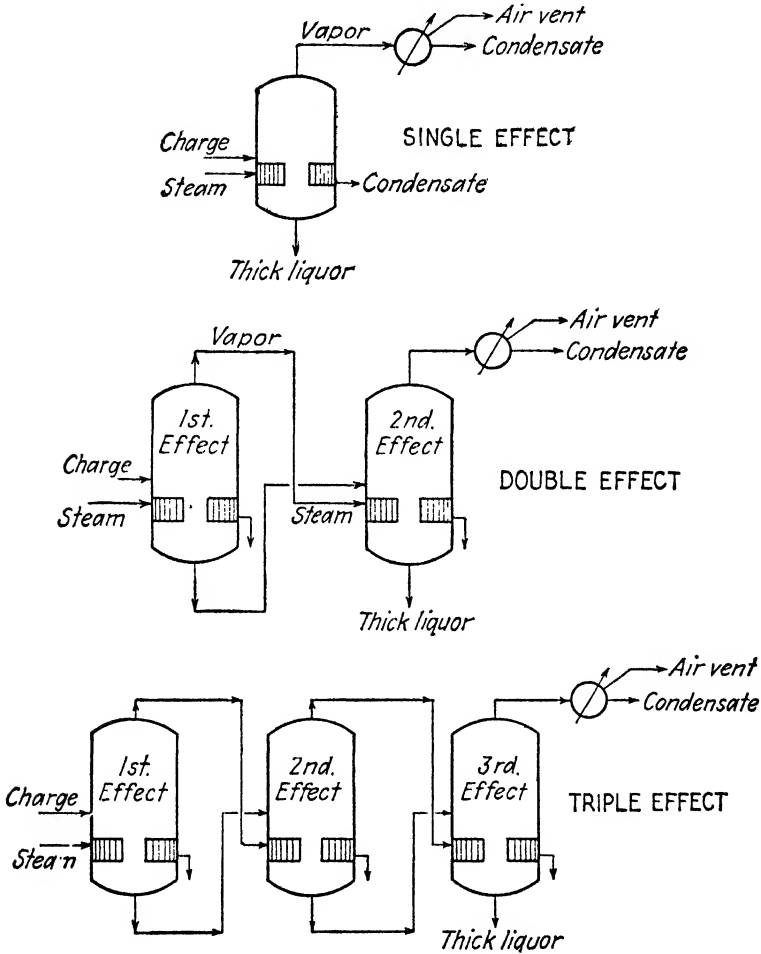 Vapor
Air vent
Condensate
SINGLE EFFECT
Charge
Steam
Condensate
Thick liquor
Vapor
Air vent
Condensate
1st.
Effect
2nd.
Effect
Charge
Steam
Steam
DOUBLE EFFECT
Thick liquor
Air vent
Condensate
1st.
Effect
2nd.
Effect
3rd.
Effect
Charge
Steam
TRIPLE EFFECT
Thick liquor